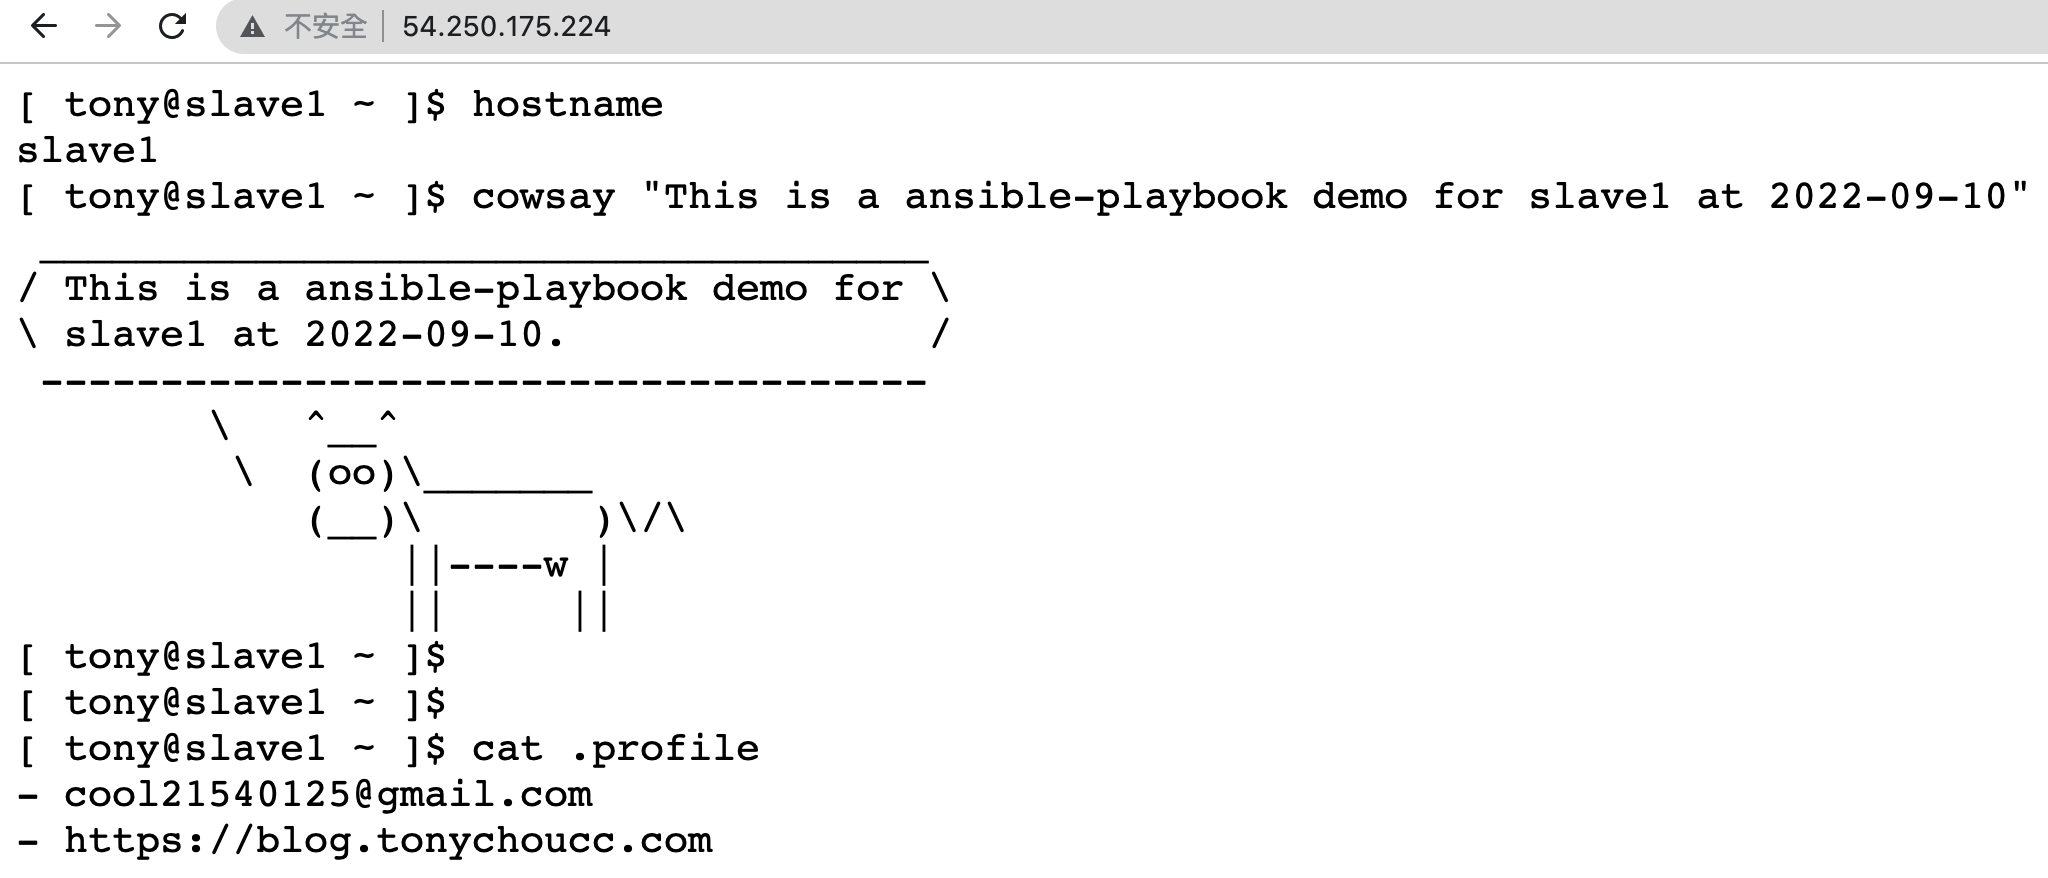 不安全 | 54.250.175.224
[ tony@slave1 ~ ]$ hostname
slave1
[ tony@slave1 ~ ]$ cowsay "This is a ansible-playbook demo for slave1 at 2022-09-10"
 _____________________________________
/ This is a ansible-playbook demo for \
\ slave1 at 2022-09-10.               /
 -------------------------------------
        \   ^__^
         \  (oo)\_______
            (__)\       )\/\
                ||----w |
                ||     ||
[ tony@slave1 ~ ]$
[ tony@slave1 ~ ]$
[ tony@slave1 ~ ]$ cat .profile
- cool21540125@gmail.com
- https://blog.tonychoucc.com